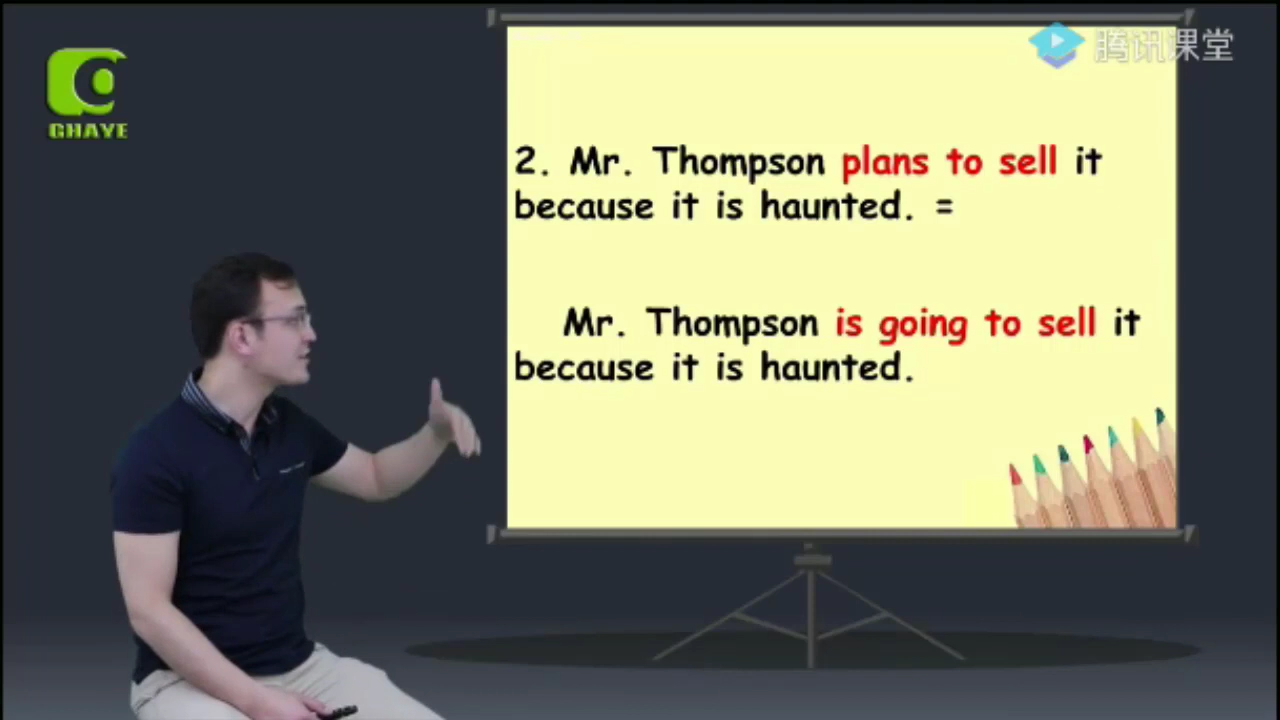 GHAYE
腾讯课堂
2. Mr. Thompson plans to sell it
because it is haunted. =
Mr. Thompson is going to sell it
because it is haunted.